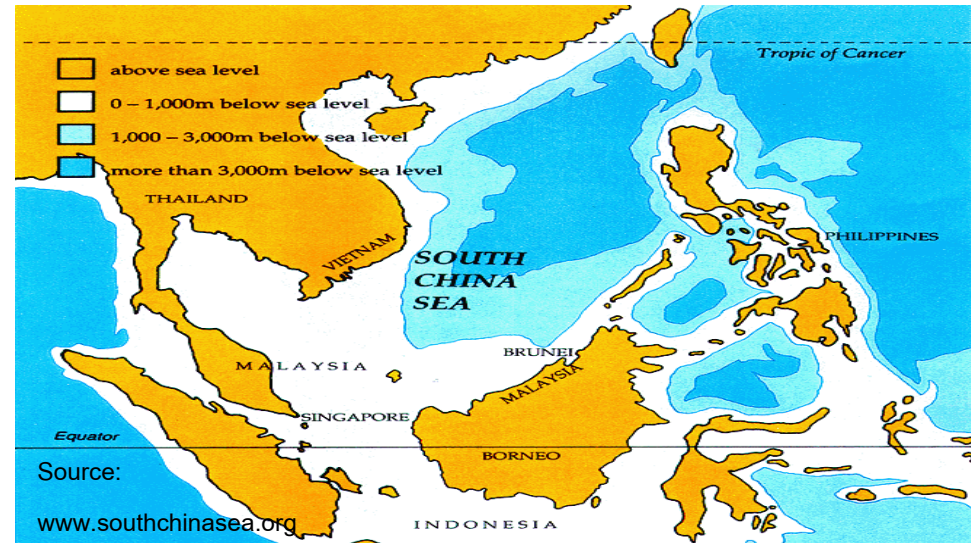 Tropic of Cancer
above sea level
0 – 1,000m below sea level
1,000 – 3,000m below sea level
more than 3,000m below sea level
THAILAND
VIETNAM
PHILIPPINES
SOUTH
CHINA
SEA
BRUNEI
MALAYSIA
MALAYSIA
SINGAPORE
Equator
BORNEO
Source:
www.southchinasea.org
INDONESIA